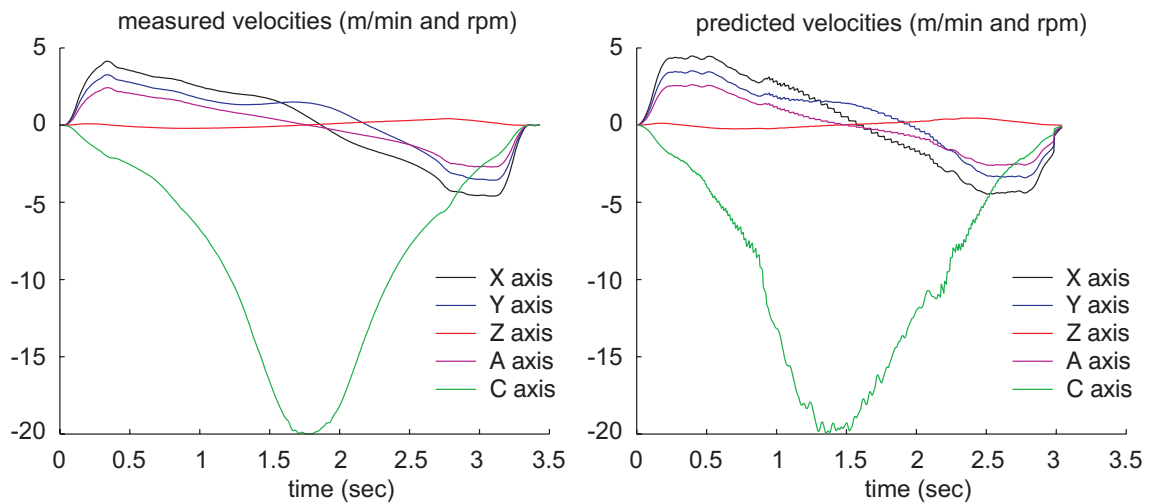 measured velocities (m/min and rpm)
5
0
-5
-10
-15
-20
X axis
Y axis
Z axis
A axis
C axis
0 0.5 1 1.5 2 2.5 3 3.5
time (sec)
predicted velocities (m/min and rpm)
5
0
-5
-10
-15
-20
X axis
Y axis
Z axis
A axis
C axis
0 0.5 1 1.5 2 2.5 3 3.5
time (sec)